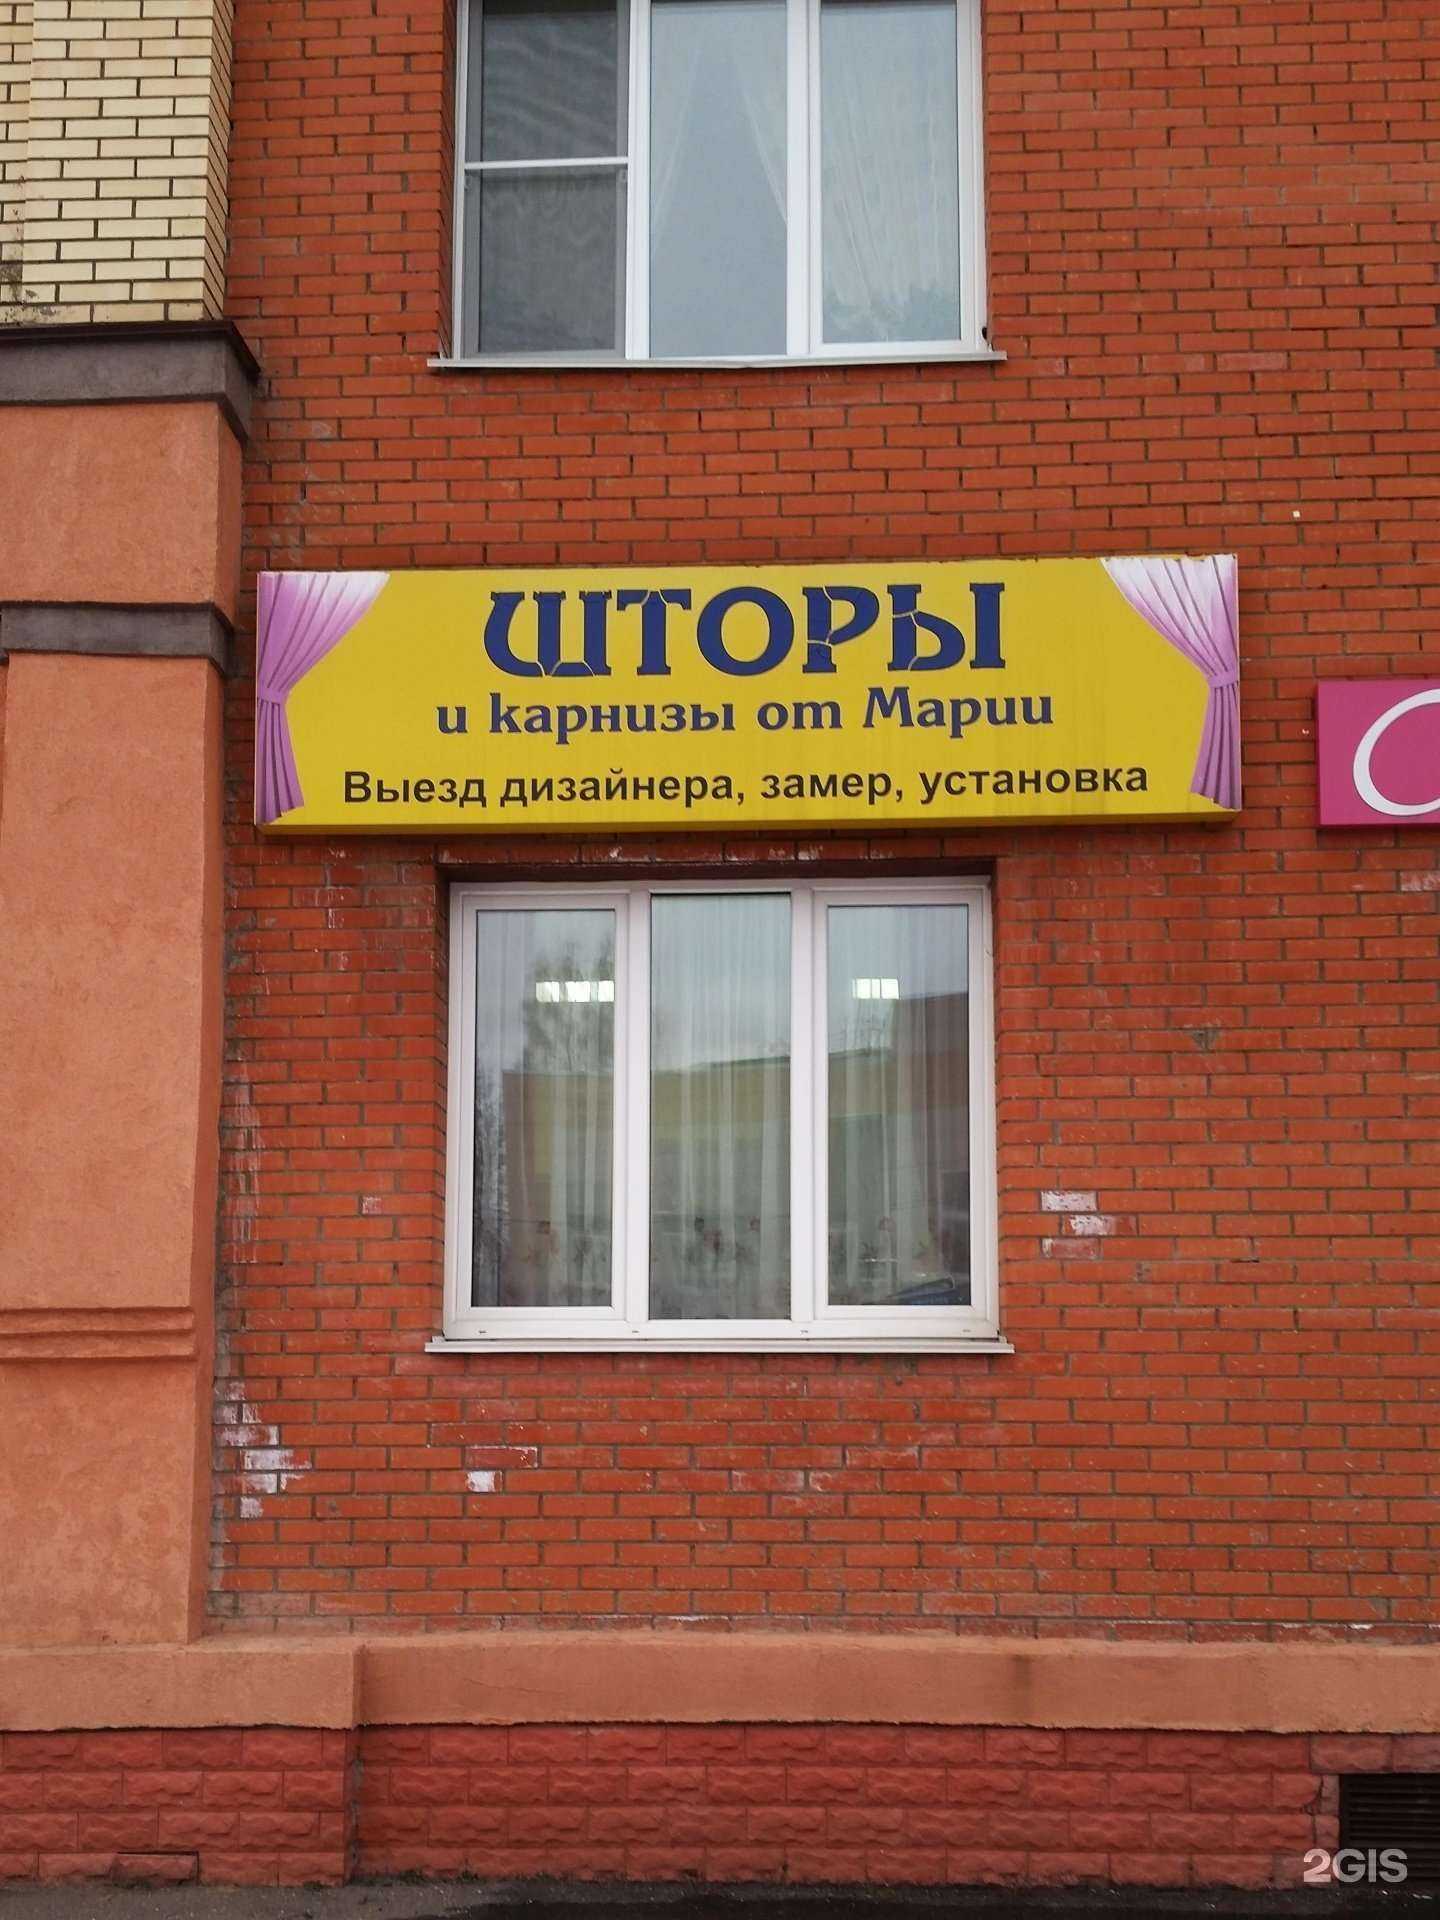 ШТОРЫ
и карнизы от Марии
Выезд дизайнера, замер, установка
2GIS